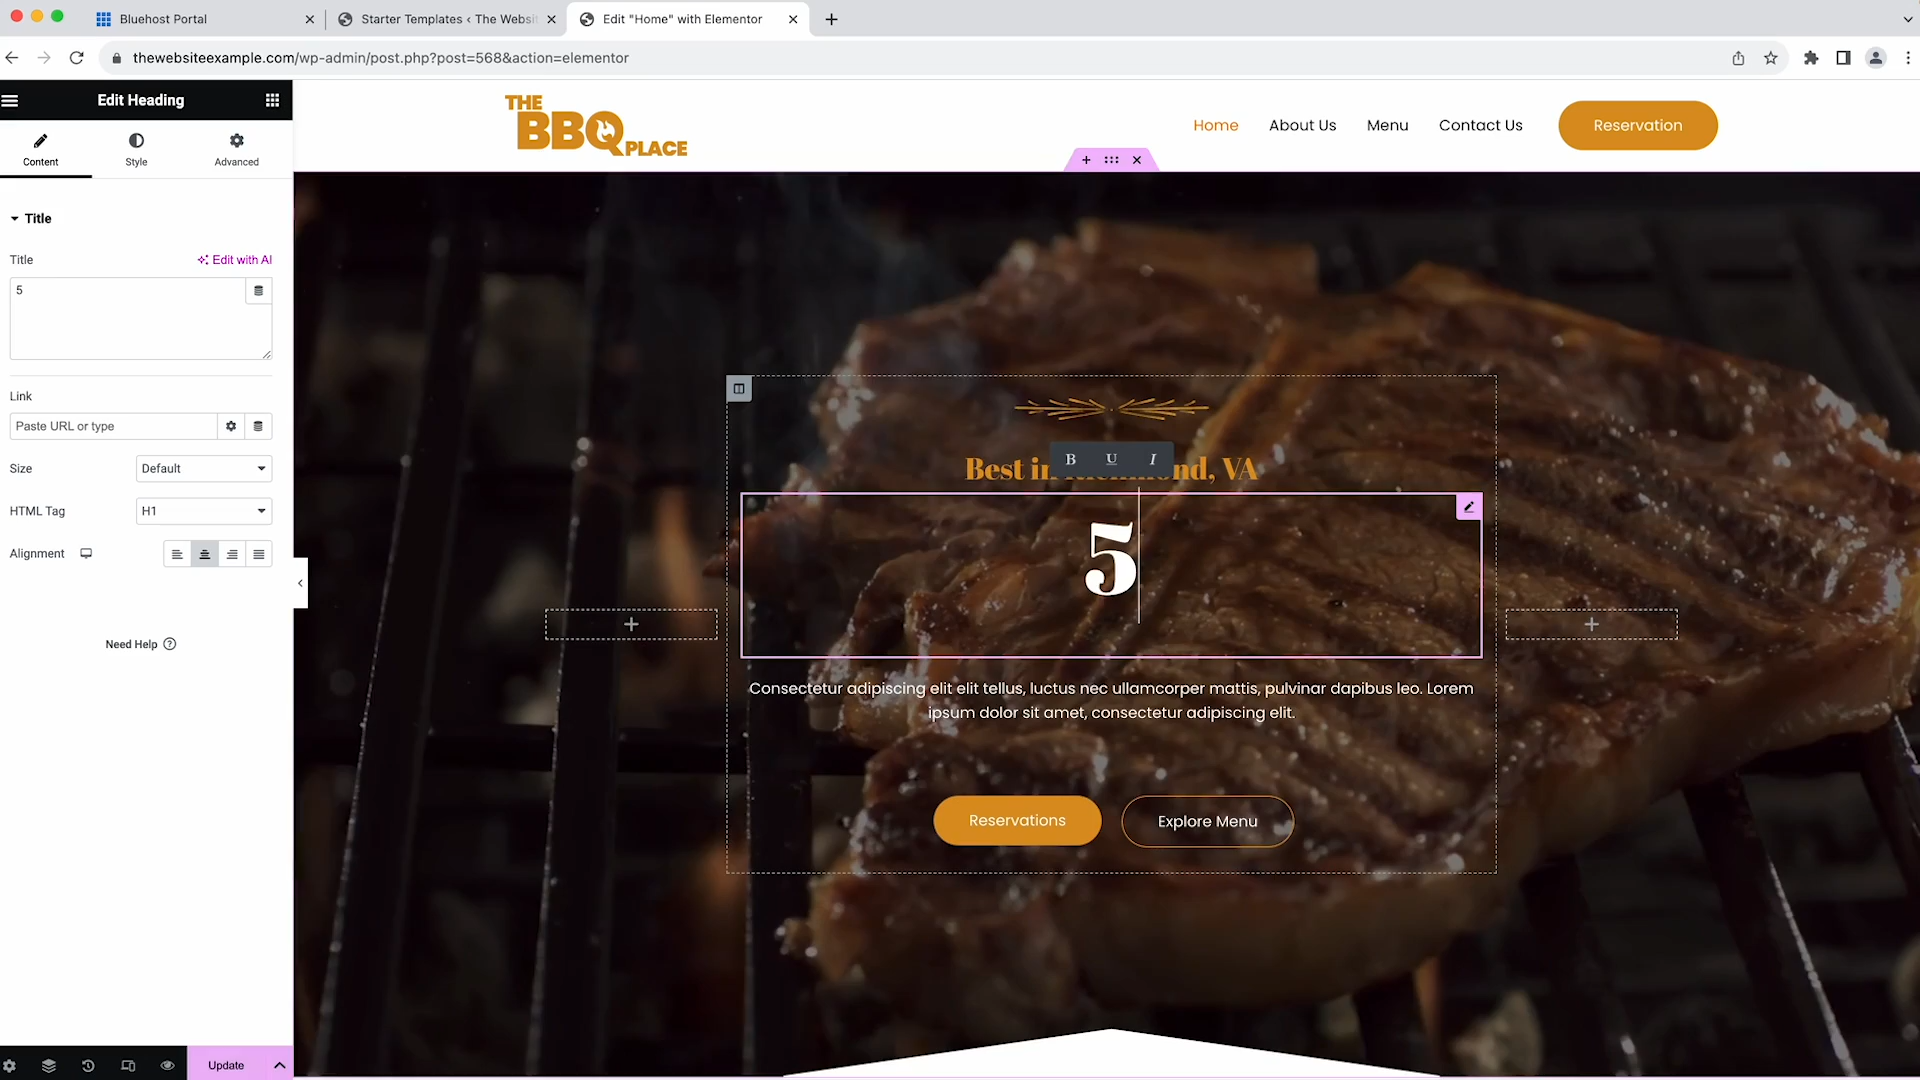 Bluehost Portal
Starter Templates ‹ The Websi
Edit "Home" with Elementor
thewebsiteexample.com/wp-admin/post.php?post=568&action=elementor
Edit Heading
Content
Style
Advanced
Title
Title
Edit with AI
5
Link
Paste URL or type
Size
Default
HTML Tag
H1
Alignment
Need Help
Update
THE
BBQ
PLACE
Home
About Us
Menu
Contact Us
Reservation
B U I
Best in Richmond, VA
5
Consectetur adipiscing elit elit tellus, luctus nec ullamcorper mattis, pulvinar dapibus leo. Lorem
ipsum dolor sit amet, consectetur adipiscing elit.
Reservations
Explore Menu